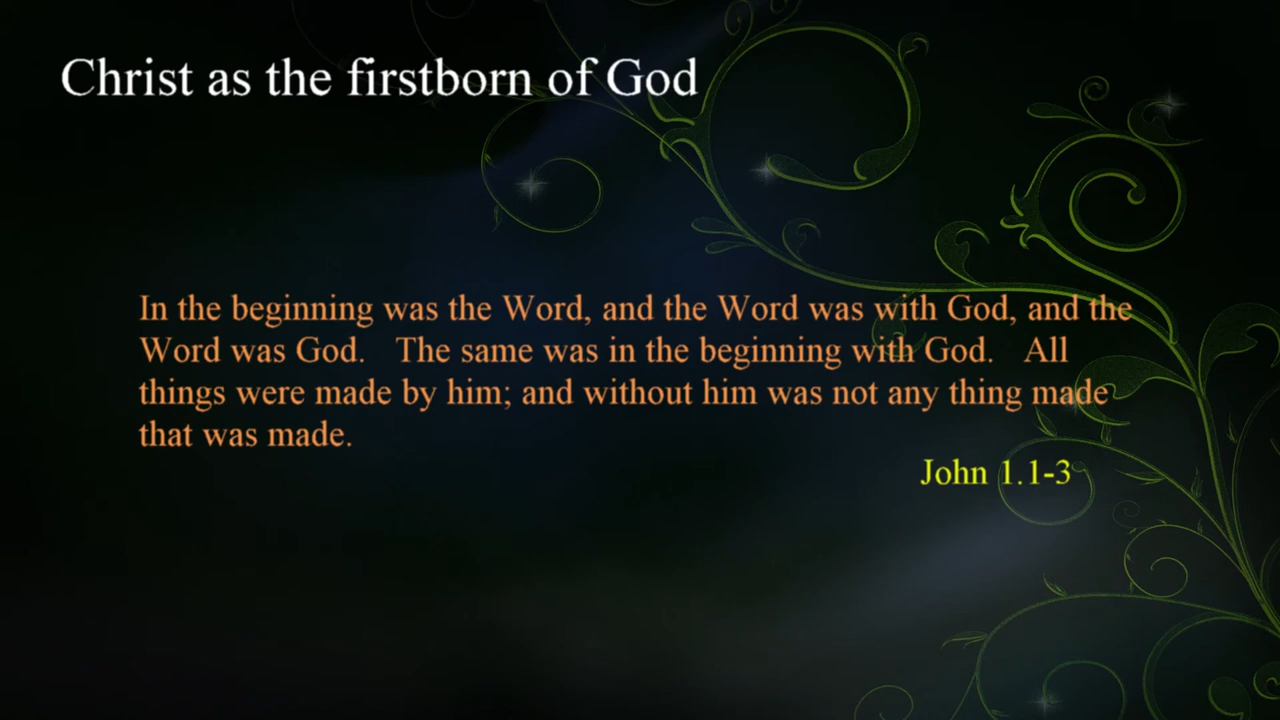 Christ as the firstborn of God
In the beginning was the Word, and the Word was with God, and the
Word was God. The same was in the beginning with God. All
things were made by him; and without him was not any thing made
that was made.
John 1.1-3